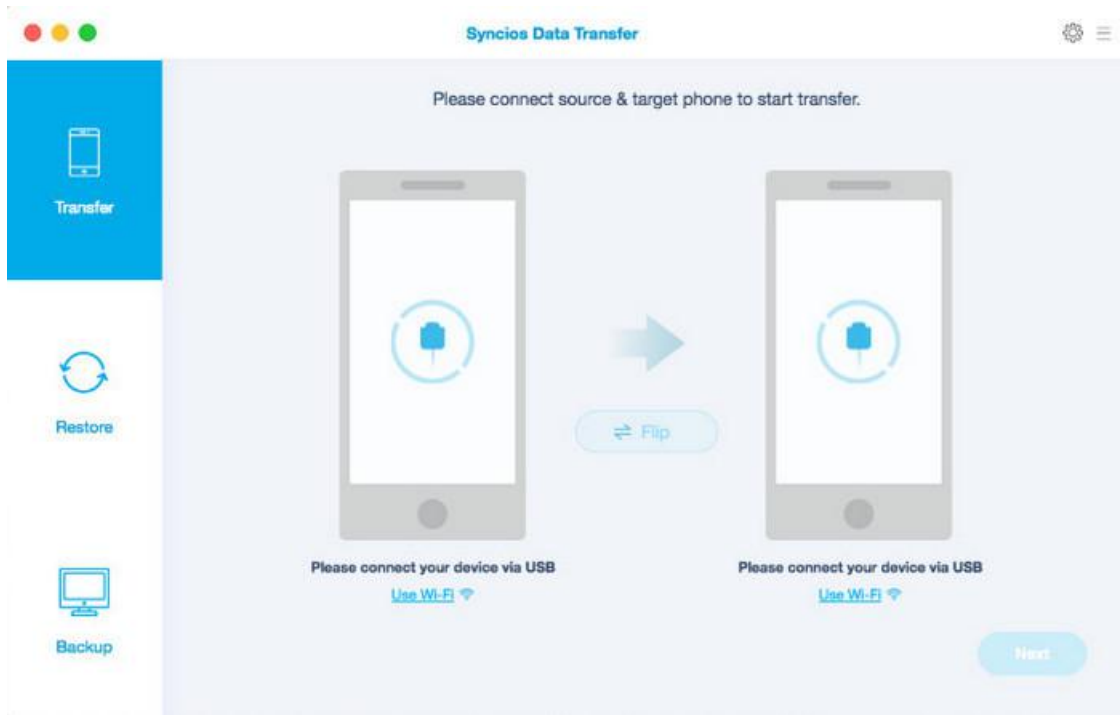 Syncios Data Transfer
Please connect source & target phone to start transfer.
Transfer
Restore
Flip
Please connect your device via USB
Please connect your device via USB
Use Wi-Fi
Use Wi-Fi
Backup
Next